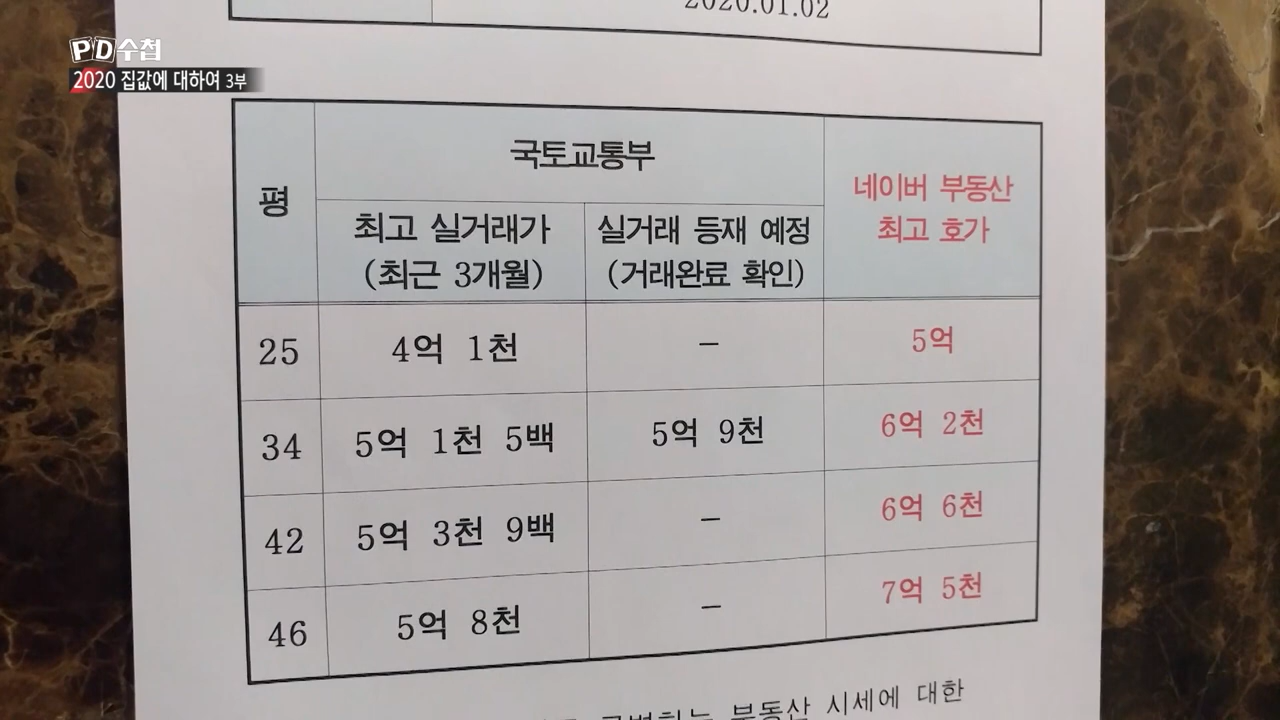 PD수첩
2020 집값에 대하여 3부
2020.01.02
평
국토교통부
네이버 부동산
최고 호가
최고 실거래가
(최근 3개월)
실거래 등재 예정
(거래완료 확인)
25 4억 1천 - 5억
34 5억 1천 5백 5억 9천 6억 2천
42 5억 3천 9백 - 6억 6천
46 5억 8천 - 7억 5천
부동산 시세에 대한